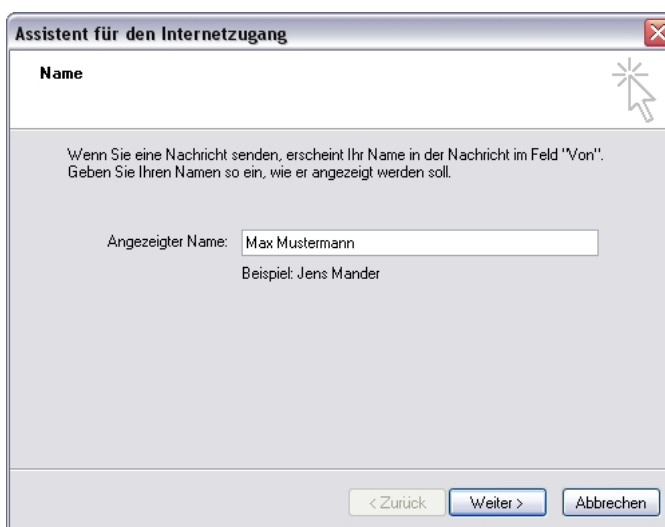 Assistent für den Internetzugang
Name
Wenn Sie eine Nachricht senden, erscheint Ihr Name in der Nachricht im Feld "Von".
Geben Sie Ihren Namen so ein, wie er angezeigt werden soll.
Angezeigter Name: Max Mustermann
Beispiel: Jens Mander
< Zurück Weiter > Abbrechen